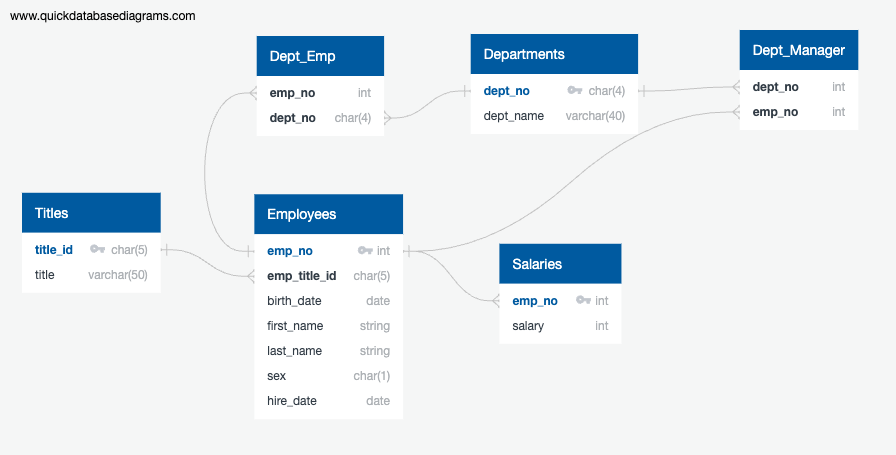 www.quickdatabasediagrams.com
Dept_Emp
emp_no int
dept_no char(4)
Departments
dept_no char(4)
dept_name varchar(40)
Dept_Manager
dept_no int
emp_no int
Titles
title_id char(5)
title varchar(50)
Employees
emp_no int
emp_title_id char(5)
birth_date date
first_name string
last_name string
sex char(1)
hire_date date
Salaries
emp_no int
salary int